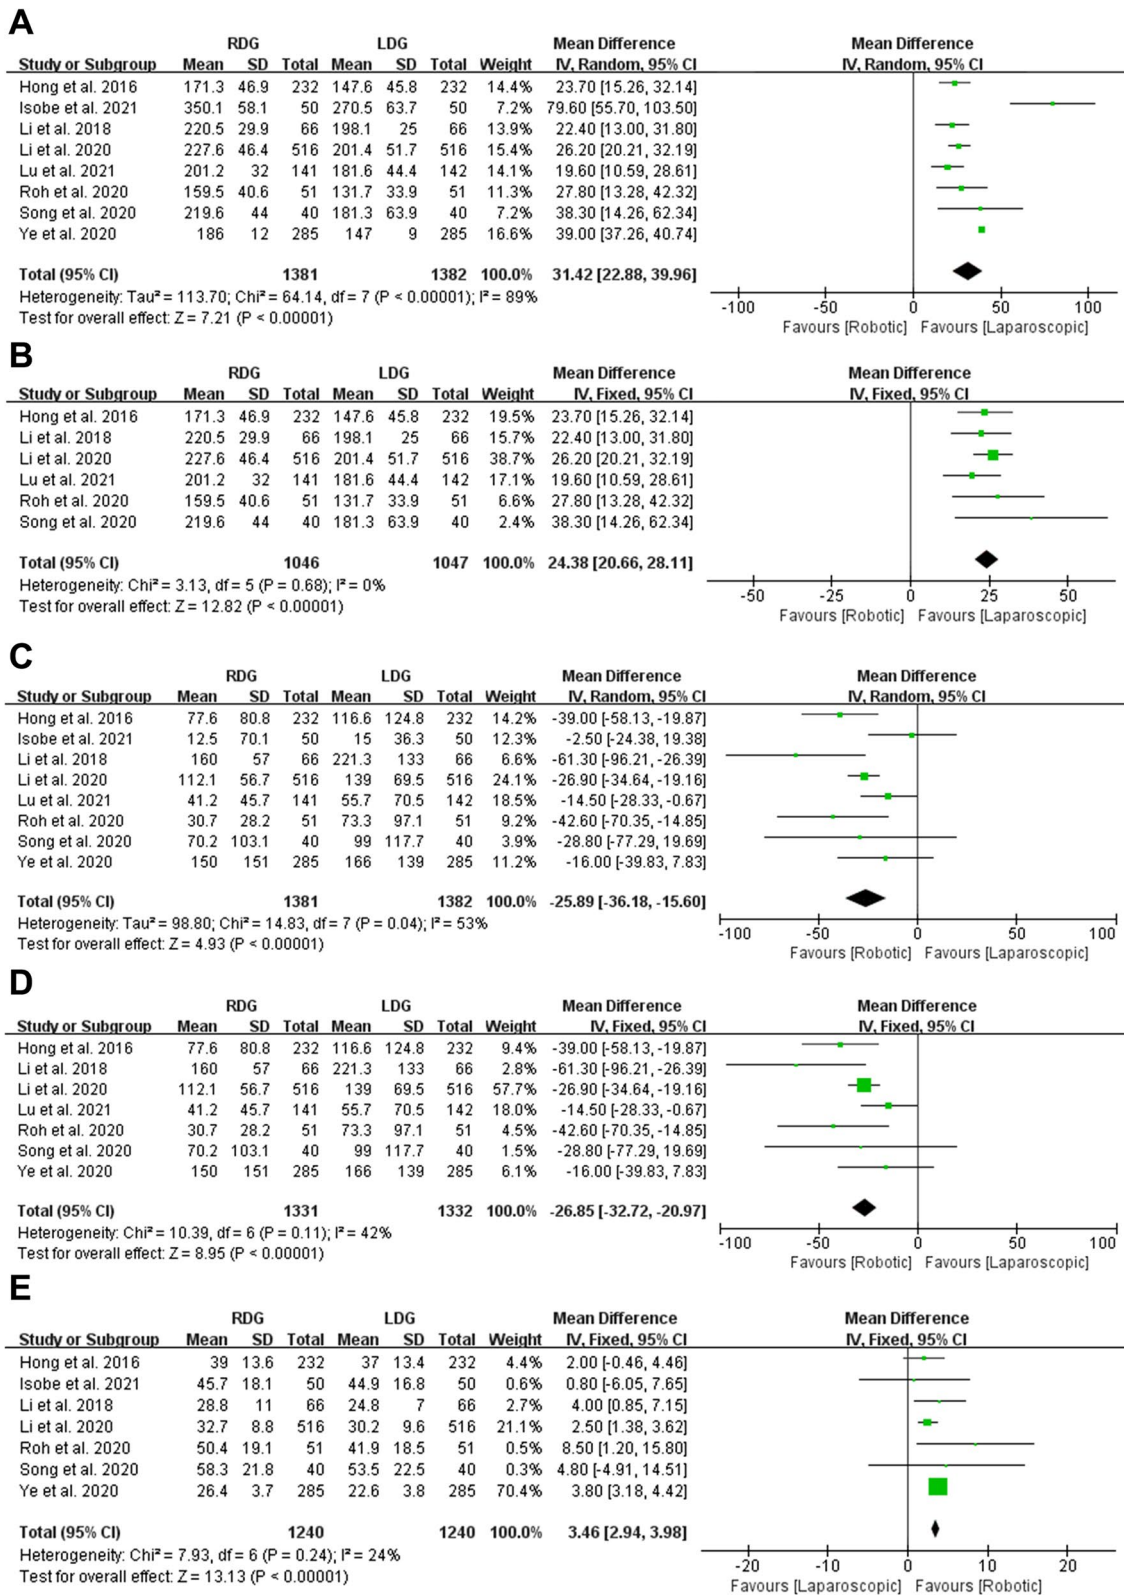 A
RDG LDG Mean Difference Mean Difference
Study or Subgroup Mean SD Total Mean SD Total Weight IV, Random, 95% CI IV, Random, 95% CI
Hong et al. 2016 171.3 46.9 232 147.6 45.8 232 14.4% 23.70 [15.26, 32.14]
Isobe et al. 2021 350.1 58.1 50 270.5 63.7 50 7.2% 79.60 [55.70, 103.50]
Li et al. 2018 220.5 29.9 66 198.1 25 66 13.9% 22.40 [13.00, 31.80]
Li et al. 2020 227.6 46.4 516 201.4 51.7 516 15.4% 26.20 [20.21, 32.19]
Lu et al. 2021 201.2 32 141 181.6 44.4 142 14.1% 19.60 [10.59, 28.61]
Roh et al. 2020 159.5 40.6 51 131.7 33.9 51 11.3% 27.80 [13.28, 42.32]
Song et al. 2020 219.6 44 40 181.3 63.9 40 7.2% 38.30 [14.26, 62.34]
Ye et al. 2020 186 12 285 147 9 285 16.6% 39.00 [37.26, 40.74]
Total (95% CI) 1381 1382 100.0% 31.42 [22.88, 39.96]
Heterogeneity: Tau² = 113.70; Chi² = 64.14, df = 7 (P < 0.00001); I² = 89%
Test for overall effect: Z = 7.21 (P < 0.00001)
-100 -50 0 50 100
Favours [Robotic] Favours [Laparoscopic]
B
RDG LDG Mean Difference Mean Difference
Study or Subgroup Mean SD Total Mean SD Total Weight IV, Fixed, 95% CI IV, Fixed, 95% CI
Hong et al. 2016 171.3 46.9 232 147.6 45.8 232 19.5% 23.70 [15.26, 32.14]
Li et al. 2018 220.5 29.9 66 198.1 25 66 15.7% 22.40 [13.00, 31.80]
Li et al. 2020 227.6 46.4 516 201.4 51.7 516 38.7% 26.20 [20.21, 32.19]
Lu et al. 2021 201.2 32 141 181.6 44.4 142 17.1% 19.60 [10.59, 28.61]
Roh et al. 2020 159.5 40.6 51 131.7 33.9 51 6.6% 27.80 [13.28, 42.32]
Song et al. 2020 219.6 44 40 181.3 63.9 40 2.4% 38.30 [14.26, 62.34]
Total (95% CI) 1046 1047 100.0% 24.38 [20.66, 28.11]
Heterogeneity: Chi² = 3.13, df = 5 (P = 0.68); I² = 0%
Test for overall effect: Z = 12.82 (P < 0.00001)
-50 -25 0 25 50
Favours [Robotic] Favours [Laparoscopic]
C
RDG LDG Mean Difference Mean Difference
Study or Subgroup Mean SD Total Mean SD Total Weight IV, Random, 95% CI IV, Random, 95% CI
Hong et al. 2016 77.6 80.8 232 116.6 124.8 232 14.2% -39.00 [-58.13, -19.87]
Isobe et al. 2021 12.5 70.1 50 15 36.3 50 12.3% -2.50 [-24.38, 19.38]
Li et al. 2018 160 57 66 221.3 133 66 6.6% -61.30 [-96.21, -26.39]
Li et al. 2020 112.1 56.7 516 139 69.5 516 24.1% -26.90 [-34.64, -19.16]
Lu et al. 2021 41.2 45.7 141 55.7 70.5 142 18.5% -14.50 [-28.33, -0.67]
Roh et al. 2020 30.7 28.2 51 73.3 97.1 51 9.2% -42.60 [-70.35, -14.85]
Song et al. 2020 70.2 103.1 40 99 117.7 40 3.9% -28.80 [-77.29, 19.69]
Ye et al. 2020 150 151 285 166 139 285 11.2% -16.00 [-39.83, 7.83]
Total (95% CI) 1381 1382 100.0% -25.89 [-36.18, -15.60]
Heterogeneity: Tau² = 98.80; Chi² = 14.83, df = 7 (P = 0.04); I² = 53%
Test for overall effect: Z = 4.93 (P < 0.00001)
-100 -50 0 50 100
Favours [Robotic] Favours [Laparoscopic]
D
RDG LDG Mean Difference Mean Difference
Study or Subgroup Mean SD Total Mean SD Total Weight IV, Fixed, 95% CI IV, Fixed, 95% CI
Hong et al. 2016 77.6 80.8 232 116.6 124.8 232 9.4% -39.00 [-58.13, -19.87]
Li et al. 2018 160 57 66 221.3 133 66 2.8% -61.30 [-96.21, -26.39]
Li et al. 2020 112.1 56.7 516 139 69.5 516 57.7% -26.90 [-34.64, -19.16]
Lu et al. 2021 41.2 45.7 141 55.7 70.5 142 18.0% -14.50 [-28.33, -0.67]
Roh et al. 2020 30.7 28.2 51 73.3 97.1 51 4.5% -42.60 [-70.35, -14.85]
Song et al. 2020 70.2 103.1 40 99 117.7 40 1.5% -28.80 [-77.29, 19.69]
Ye et al. 2020 150 151 285 166 139 285 6.1% -16.00 [-39.83, 7.83]
Total (95% CI) 1331 1332 100.0% -26.85 [-32.72, -20.97]
Heterogeneity: Chi² = 10.39, df = 6 (P = 0.11); I² = 42%
Test for overall effect: Z = 8.95 (P < 0.00001)
-100 -50 0 50 100
Favours [Robotic] Favours [Laparoscopic]
E
RDG LDG Mean Difference Mean Difference
Study or Subgroup Mean SD Total Mean SD Total Weight IV, Fixed, 95% CI IV, Fixed, 95% CI
Hong et al. 2016 39 13.6 232 37 13.4 232 4.4% 2.00 [-0.46, 4.46]
Isobe et al. 2021 45.7 18.1 50 44.9 16.8 50 0.6% 0.80 [-6.05, 7.65]
Li et al. 2018 28.8 11 66 24.8 7 66 2.7% 4.00 [0.85, 7.15]
Li et al. 2020 32.7 8.8 516 30.2 9.6 516 21.1% 2.50 [1.38, 3.62]
Roh et al. 2020 50.4 19.1 51 41.9 18.5 51 0.5% 8.50 [1.20, 15.80]
Song et al. 2020 58.3 21.8 40 53.5 22.5 40 0.3% 4.80 [-4.91, 14.51]
Ye et al. 2020 26.4 3.7 285 22.6 3.8 285 70.4% 3.80 [3.18, 4.42]
Total (95% CI) 1240 1240 100.0% 3.46 [2.94, 3.98]
Heterogeneity: Chi² = 7.93, df = 6 (P = 0.24); I² = 24%
Test for overall effect: Z = 13.13 (P < 0.00001)
-20 -10 0 10 20
Favours [Laparoscopic] Favours [Robotic]